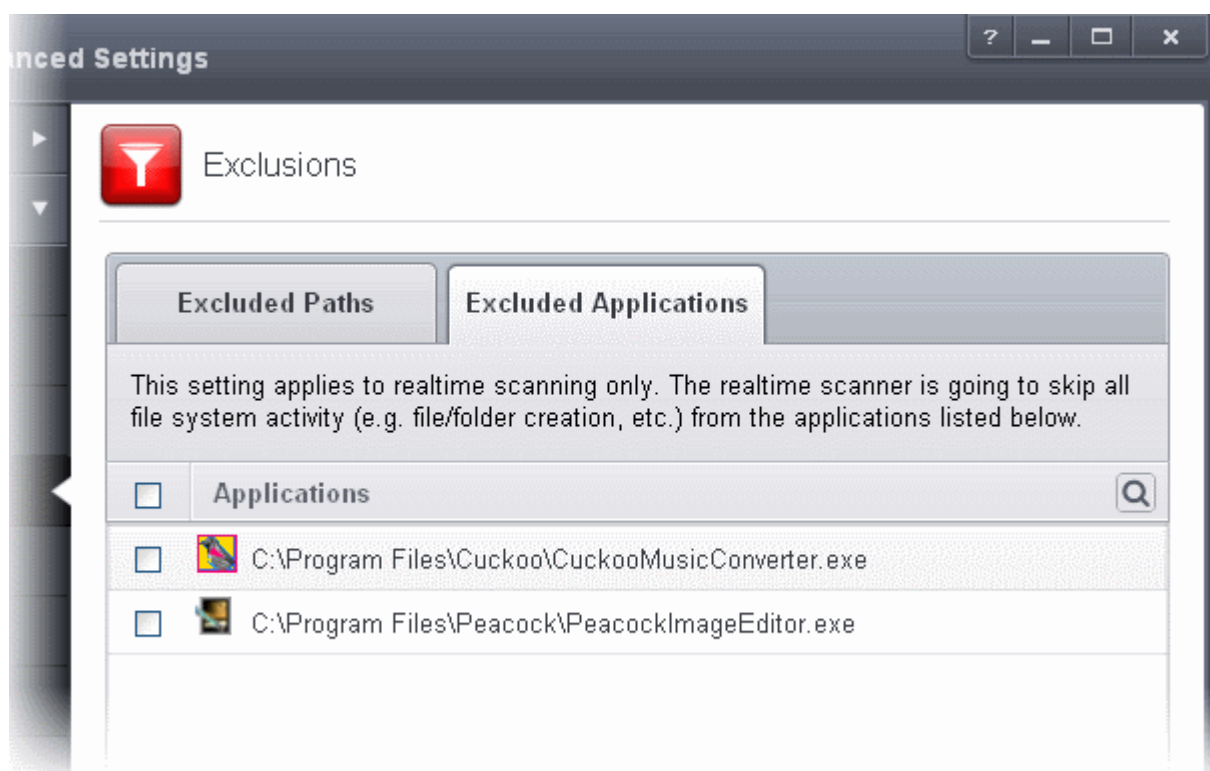 nced Settings
?
Exclusions
Excluded Paths
Excluded Applications
This setting applies to realtime scanning only. The realtime scanner is going to skip all
file system activity (e.g. file/folder creation, etc.) from the applications listed below.
Applications
C:\Program Files\Cuckoo\CuckooMusicConverter.exe
C:\Program Files\Peacock\PeacockImageEditor.exe